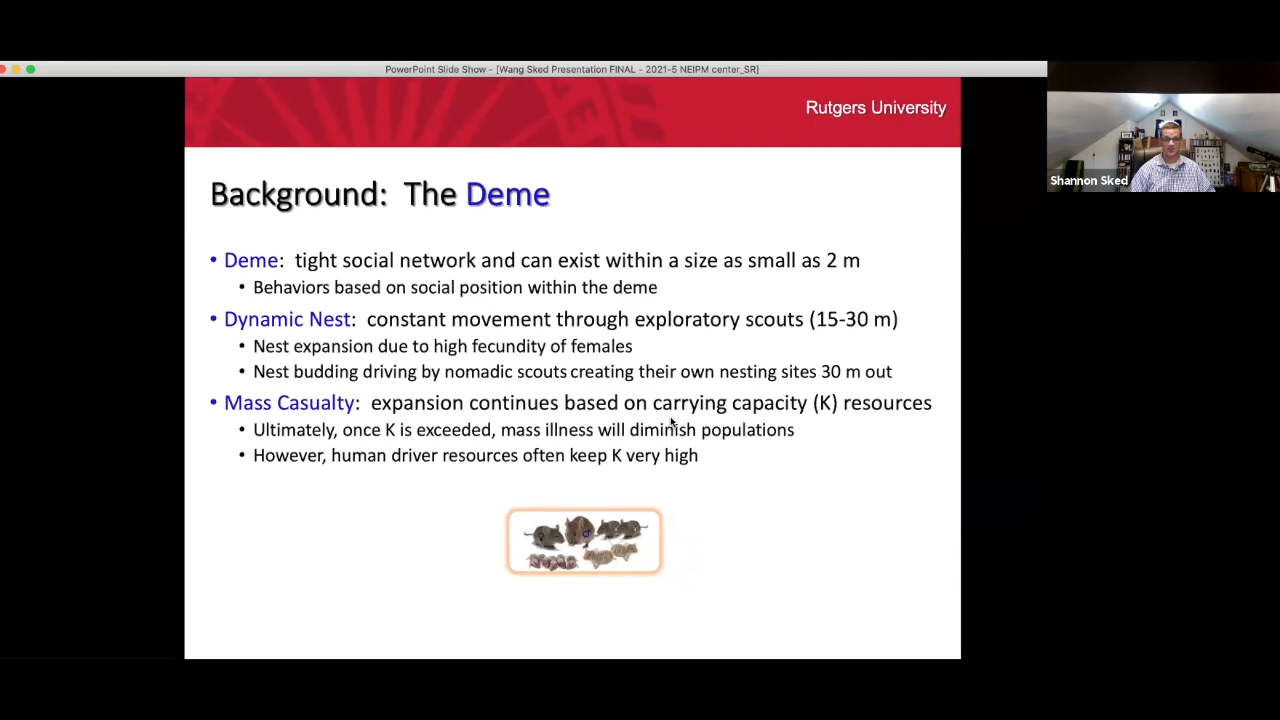 PowerPoint Slide Show - [Wang Sked Presentation FINAL - 2021-5 NEIPM center_SR]
Rutgers University
Shannon Sked
Background: The Deme
• Deme: tight social network and can exist within a size as small as 2 m
• Behaviors based on social position within the deme
• Dynamic Nest: constant movement through exploratory scouts (15-30 m)
• Nest expansion due to high fecundity of females
• Nest budding driving by nomadic scouts creating their own nesting sites 30 m out
• Mass Casualty: expansion continues based on carrying capacity (K) resources
• Ultimately, once K is exceeded, mass illness will diminish populations
• However, human driver resources often keep K very high